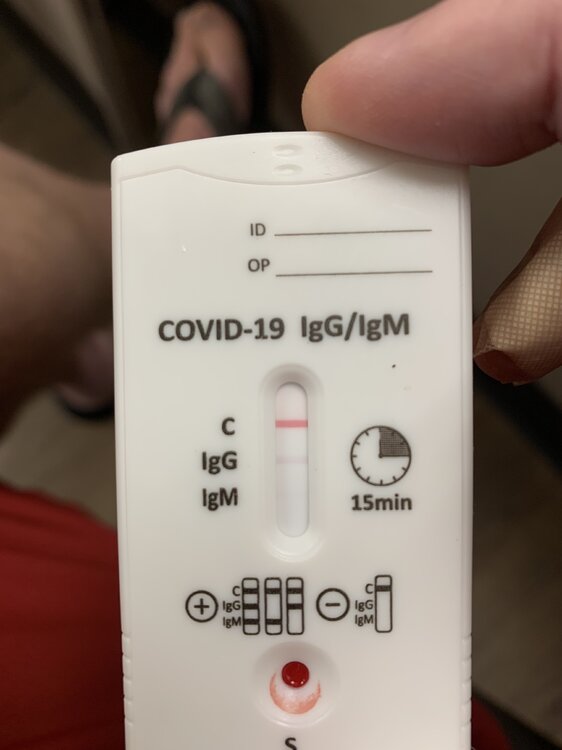 ID
OP
COVID-19 IgG/IgM
C
IgG
IgM
15min
C
IgG
IgM
C
IgG
IgM
S